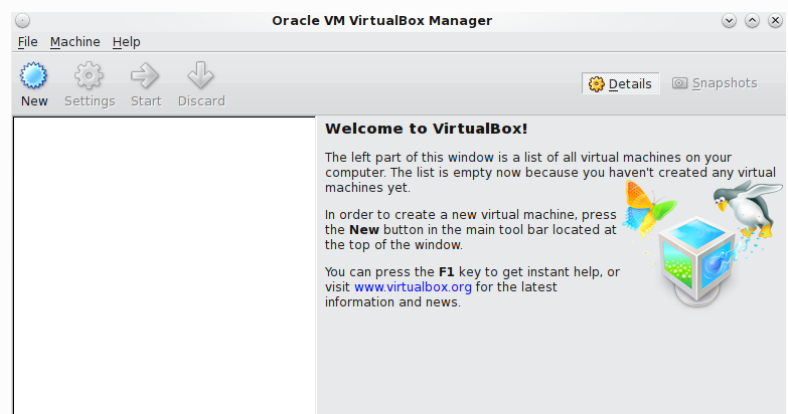 Oracle VM VirtualBox Manager
File Machine Help
New Settings Start Discard
Details Snapshots
Welcome to VirtualBox!
The left part of this window is a list of all virtual machines on your
computer. The list is empty now because you haven't created any virtual
machines yet.
In order to create a new virtual machine, press
the New button in the main tool bar located at
the top of the window.
You can press the F1 key to get instant help, or
visit www.virtualbox.org for the latest
information and news.